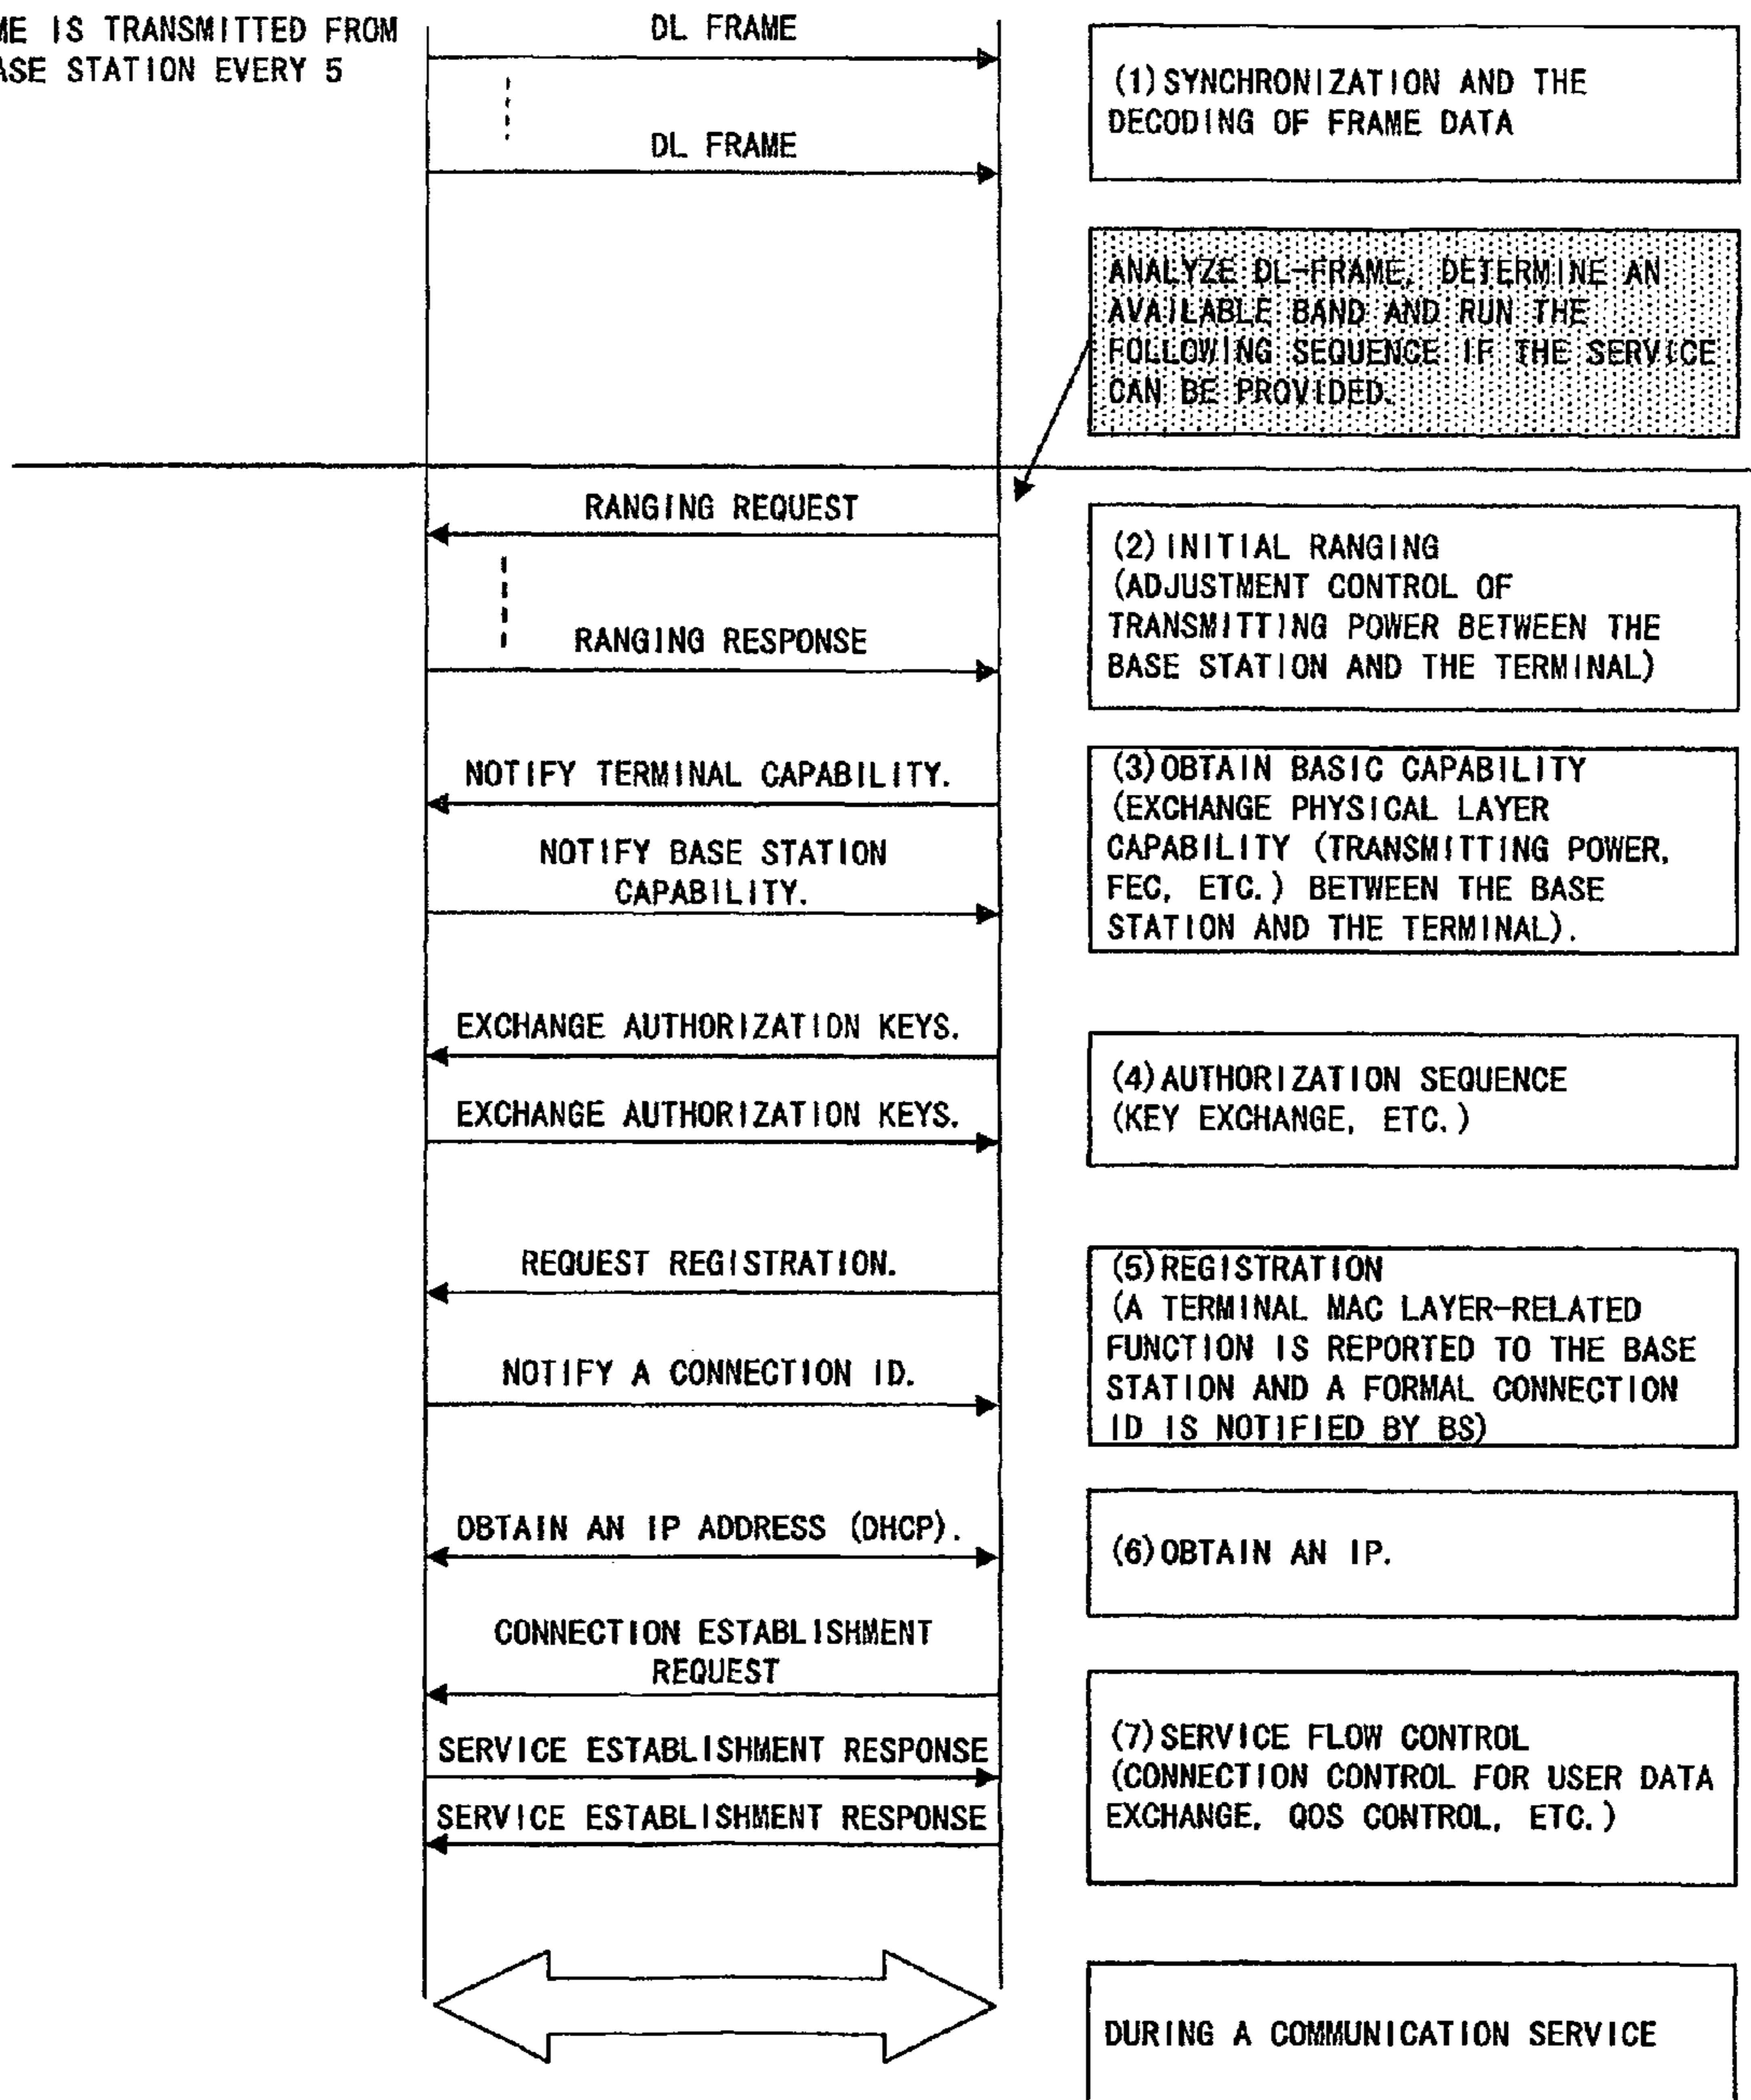 IS TRANSMITTED FROM
STATION EVERY 5
DL FRAME
DL FRAME
(1)SYNCHRONIZATION AND THE
DECODING OF FRAME DATA
ANALYZE DL-FRAME, DETERMINE AN
AVAILABLE BAND AND RUN THE
FOLLOWING SEQUENCE IF THE SERVICE
CAN BE PROVIDED.
RANGING REQUEST
RANGING RESPONSE
(2)INITIAL RANGING
(ADJUSTMENT CONTROL OF
TRANSMITTING POWER BETWEEN THE
BASE STATION AND THE TERMINAL)
NOTIFY TERMINAL CAPABILITY.
NOTIFY BASE STATION
CAPABILITY.
(3)OBTAIN BASIC CAPABILITY
(EXCHANGE PHYSICAL LAYER
CAPABILITY (TRANSMITTING POWER,
FEC, ETC.) BETWEEN THE BASE
STATION AND THE TERMINAL).
EXCHANGE AUTHORIZATION KEYS.
EXCHANGE AUTHORIZATION KEYS.
(4)AUTHORIZATION SEQUENCE
(KEY EXCHANGE, ETC.)
REQUEST REGISTRATION.
NOTIFY A CONNECTION ID.
(5)REGISTRATION
(A TERMINAL MAC LAYER-RELATED
FUNCTION IS REPORTED TO THE BASE
STATION AND A FORMAL CONNECTION
ID IS NOTIFIED BY BS)
OBTAIN AN IP ADDRESS (DHCP).
(6)OBTAIN AN IP.
CONNECTION ESTABLISHMENT
REQUEST
SERVICE ESTABLISHMENT RESPONSE
SERVICE ESTABLISHMENT RESPONSE
(7)SERVICE FLOW CONTROL
(CONNECTION CONTROL FOR USER DATA
EXCHANGE, QOS CONTROL, ETC.)
DURING A COMMUNICATION SERVICE